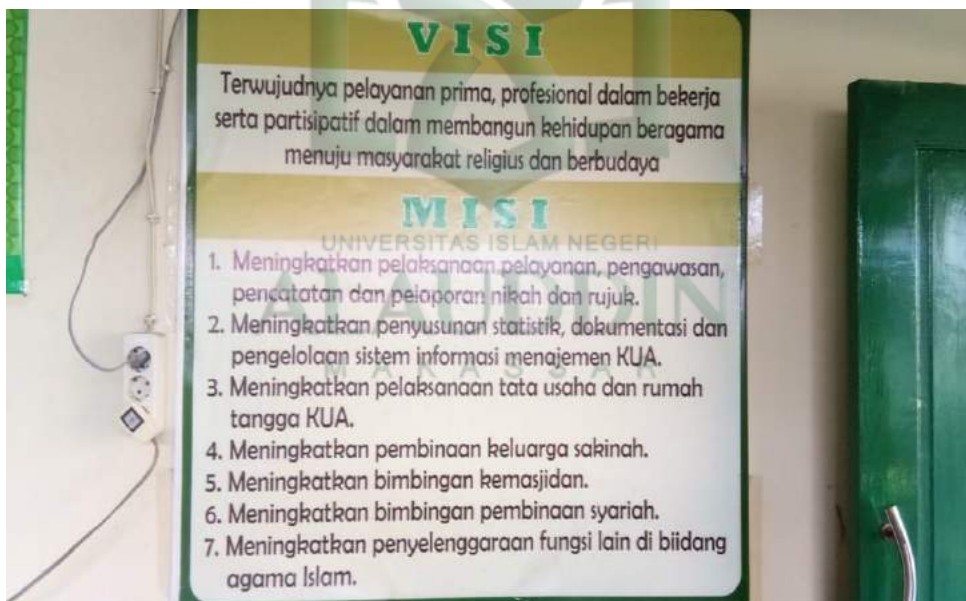 VISI
Terwujudnya pelayanan prima, profesional dalam bekerja
serta partisipatif dalam membangun kehidupan beragama
menuju masyarakat religius dan berbudaya
MISI
UNIVERSITAS ISLAM NEGERI
1. Meningkatkan pelaksanaan pelayanan, pengawasan,
pencatatan dan peloporan nikah dan rujuk.
ALAUDDIN
2. Meningkatkan penyusunan statistik, dokumentasi dan
pengelolaan sistem informasi menajemen KUA.
MAKASSAR
3. Meningkatkan pelaksanaan tata usaha dan rumah
tangga KUA.
4. Meningkatkan pembinaan keluarga sakinah.
5. Meningkatkan bimbingan kemasjidan.
6. Meningkatkan bimbingan pembinaan syariah.
7. Meningkatkan penyelenggaraan fungsi lain di biidang
agama Islam.